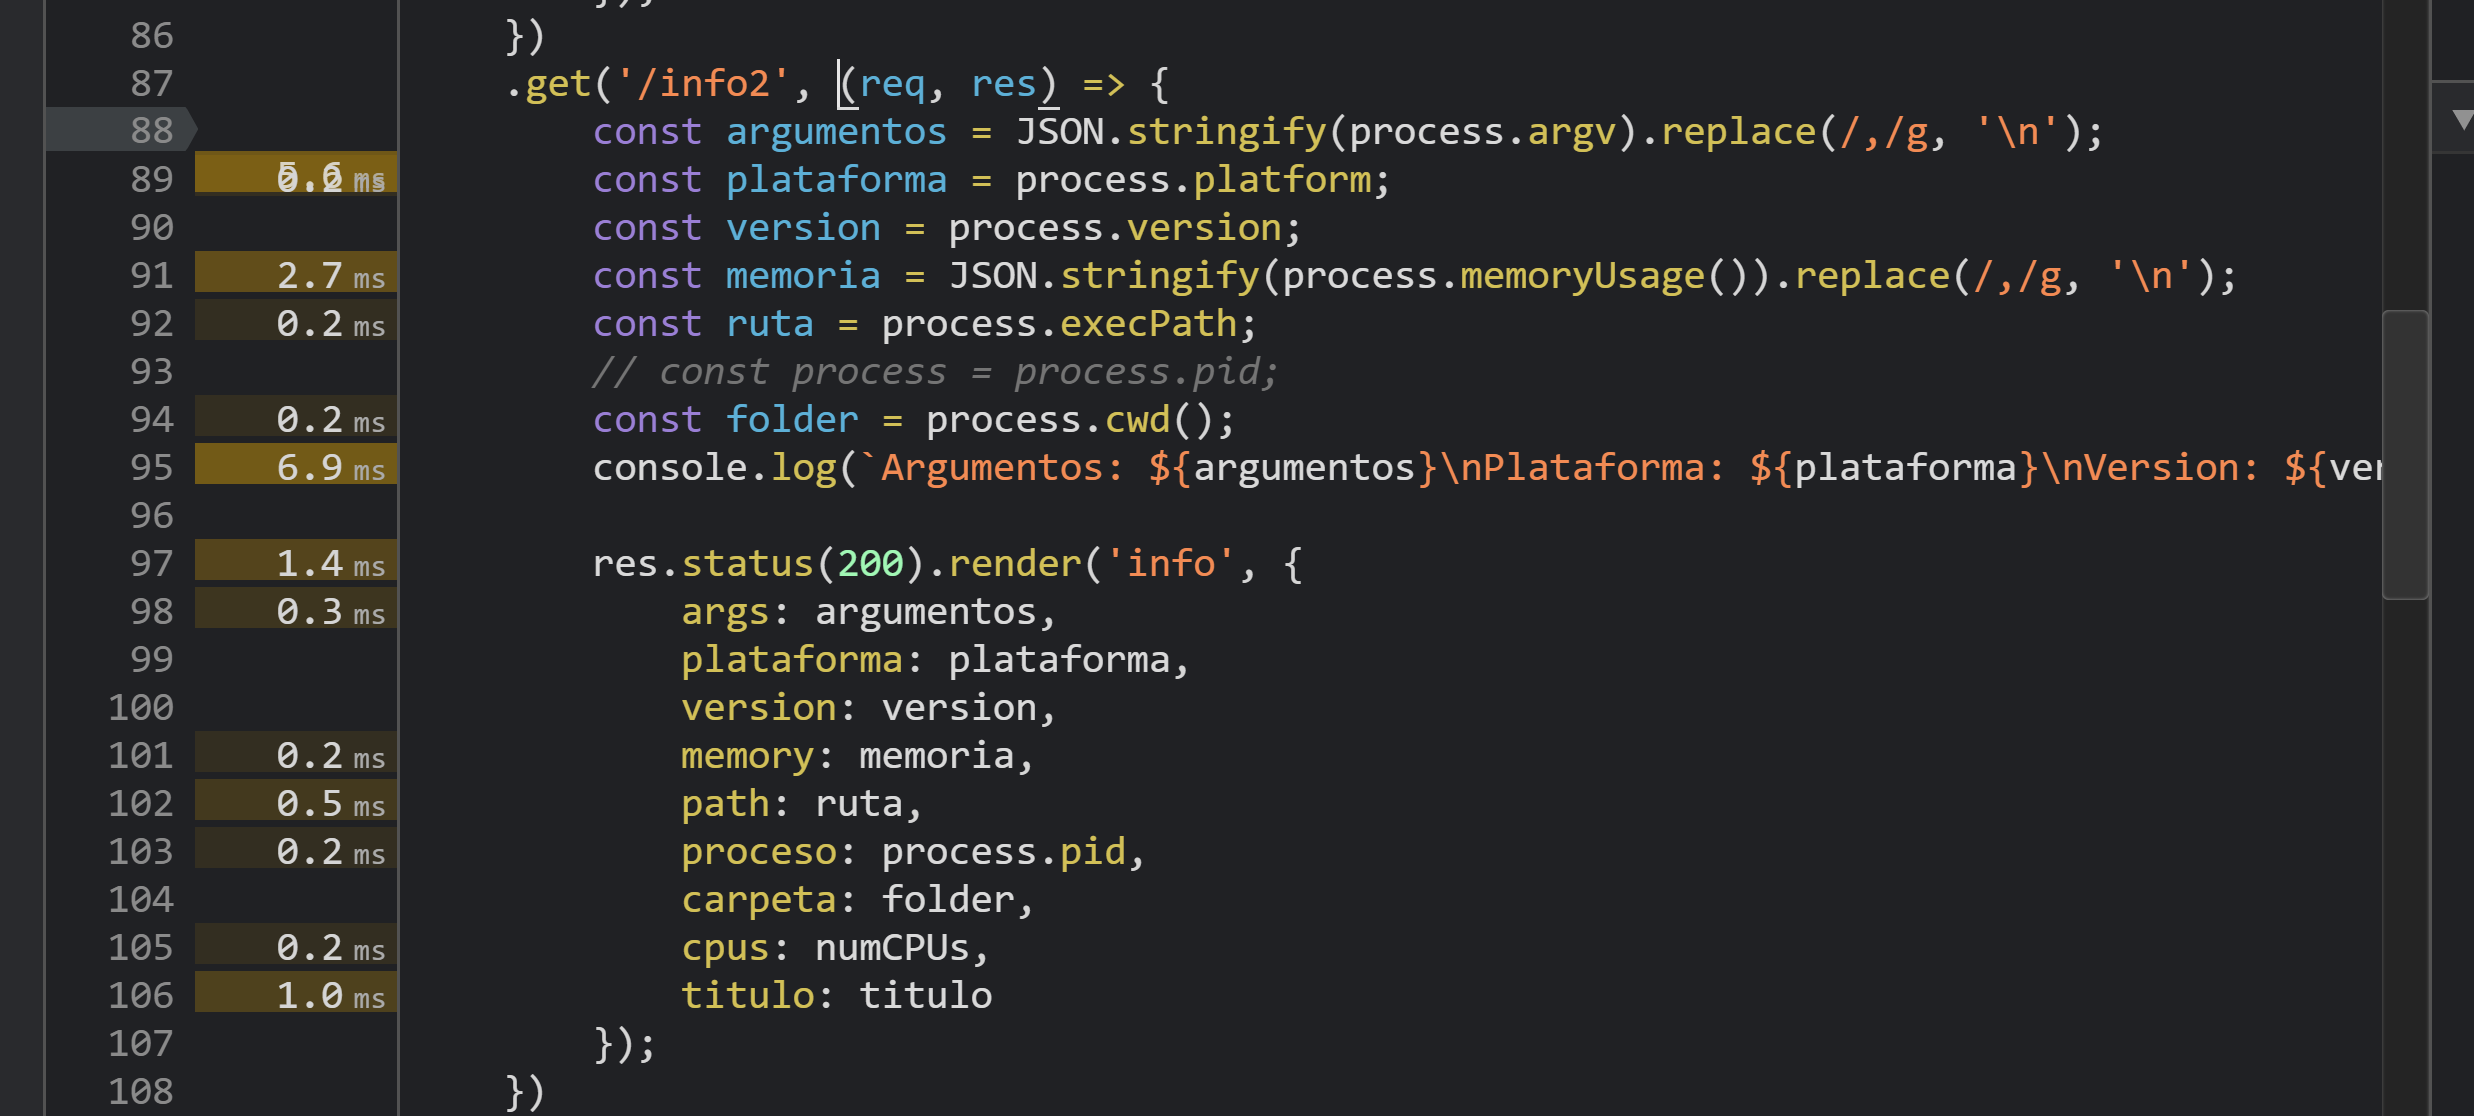 86 })
87 .get('/info2', (req, res) => {
88 const argumentos = JSON.stringify(process.argv).replace(/,/g, '\n');
89 const plataforma = process.platform;
90 const version = process.version;
91 2.7 ms const memoria = JSON.stringify(process.memoryUsage()).replace(/,/g, '\n');
92 0.2 ms const ruta = process.execPath;
93 // const process = process.pid;
94 0.2 ms const folder = process.cwd();
95 6.9 ms console.log(`Argumentos: ${argumentos}\nPlataforma: ${plataforma}\nVersion: ${ver
96
97 1.4 ms res.status(200).render('info', {
98 0.3 ms args: argumentos,
99 plataforma: plataforma,
100 version: version,
101 0.2 ms memory: memoria,
102 0.5 ms path: ruta,
103 0.2 ms proceso: process.pid,
104 carpeta: folder,
105 0.2 ms cpus: numCPUs,
106 1.0 ms titulo: titulo
107 });
108 })